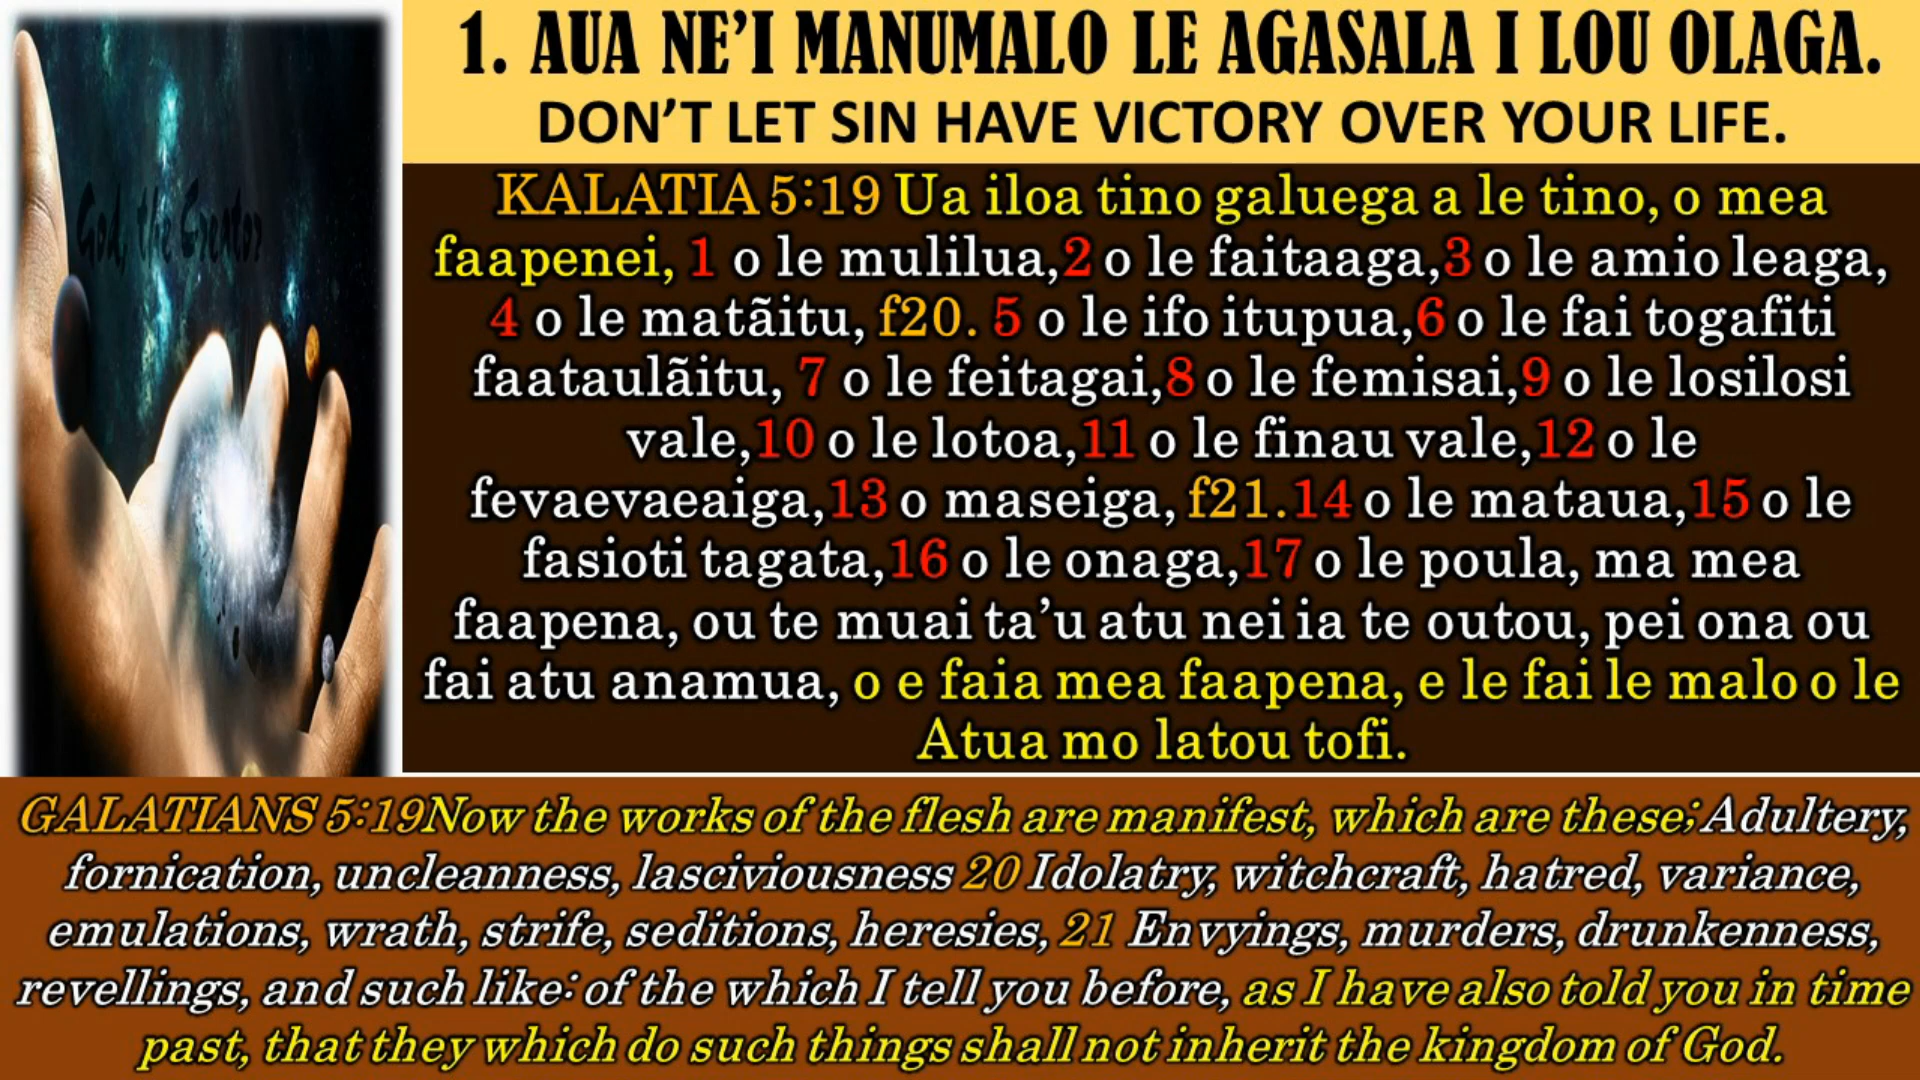 God, the Creator
1. AUA NE’I MANUMALO LE AGASALA I LOU OLAGA.
DON’T LET SIN HAVE VICTORY OVER YOUR LIFE.
KALATIA 5:19 Ua iloa tino galuega a le tino, o mea
faapenei, 1 o le mulilua,2 o le faitaaga,3 o le amio leaga,
4 o le matãitu, f20. 5 o le ifo itupua,6 o le fai togafiti
faataulãitu, 7 o le feitagai,8 o le femisai,9 o le losilosi
vale,10 o le lotoa,11 o le finau vale,12 o le
fevaevaeaiga,13 o maseiga, f21.14 o le mataua,15 o le
fasioti tagata,16 o le onaga,17 o le poula, ma mea
faapena, ou te muai ta’u atu nei ia te outou, pei ona ou
fai atu anamua, o e faia mea faapena, e le fai le malo o le
Atua mo latou tofi.
GALATIANS 5:19Now the works of the flesh are manifest, which are these; Adultery,
fornication, uncleanness, lasciviousness 20 Idolatry, witchcraft, hatred, variance,
emulations, wrath, strife, seditions, heresies, 21 Envyings, murders, drunkenness,
revellings, and such like: of the which I tell you before, as I have also told you in time
past, that they which do such things shall not inherit the kingdom of God.